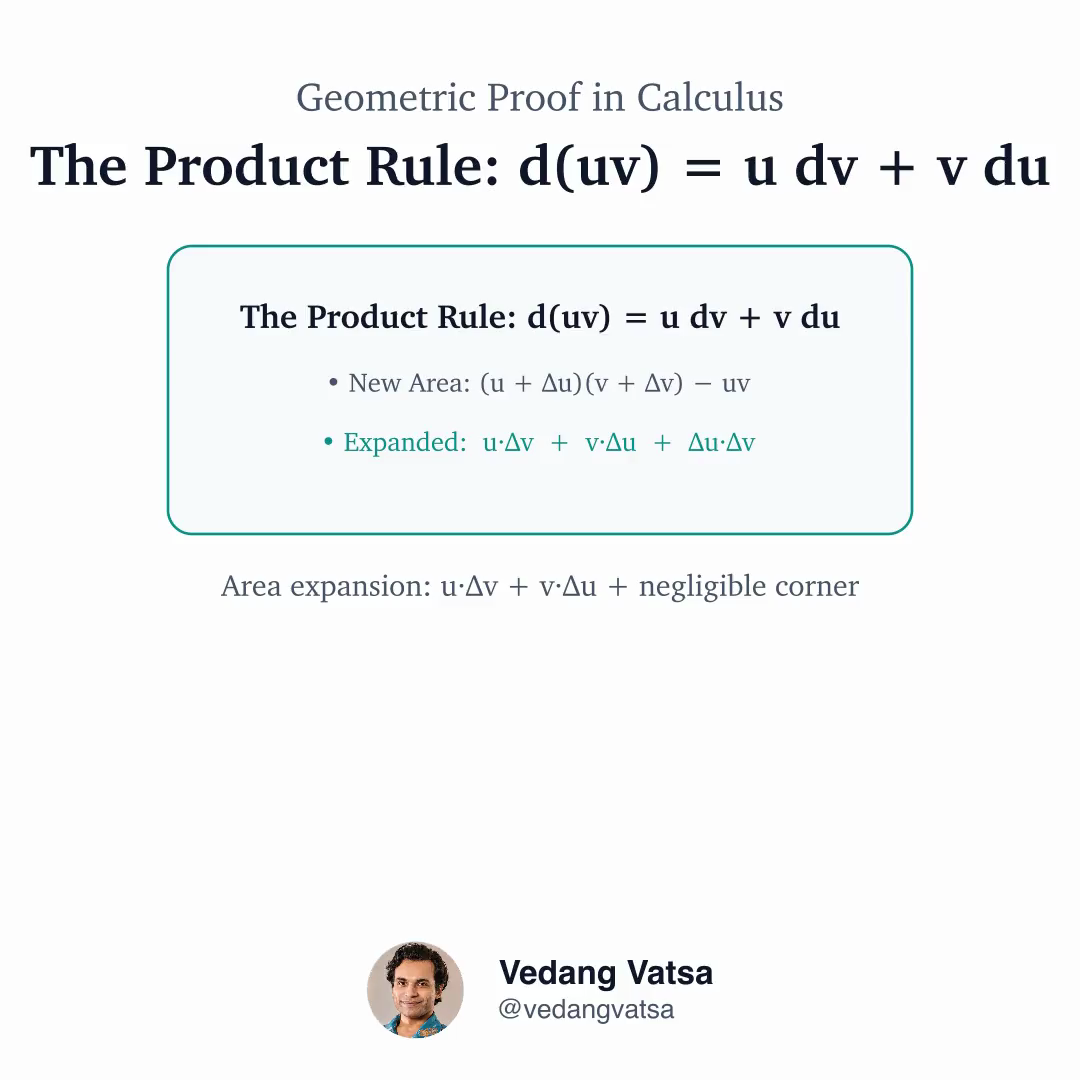 Geometric Proof in Calculus
The Product Rule: d(uv) = u dv + v du
The Product Rule: d(uv) = u dv + v du
• New Area: (u + Δu)(v + Δv) − uv
• Expanded: u·Δv + v·Δu + Δu·Δv
Area expansion: u·Δv + v·Δu + negligible corner
Vedang Vatsa
@vedangvatsa